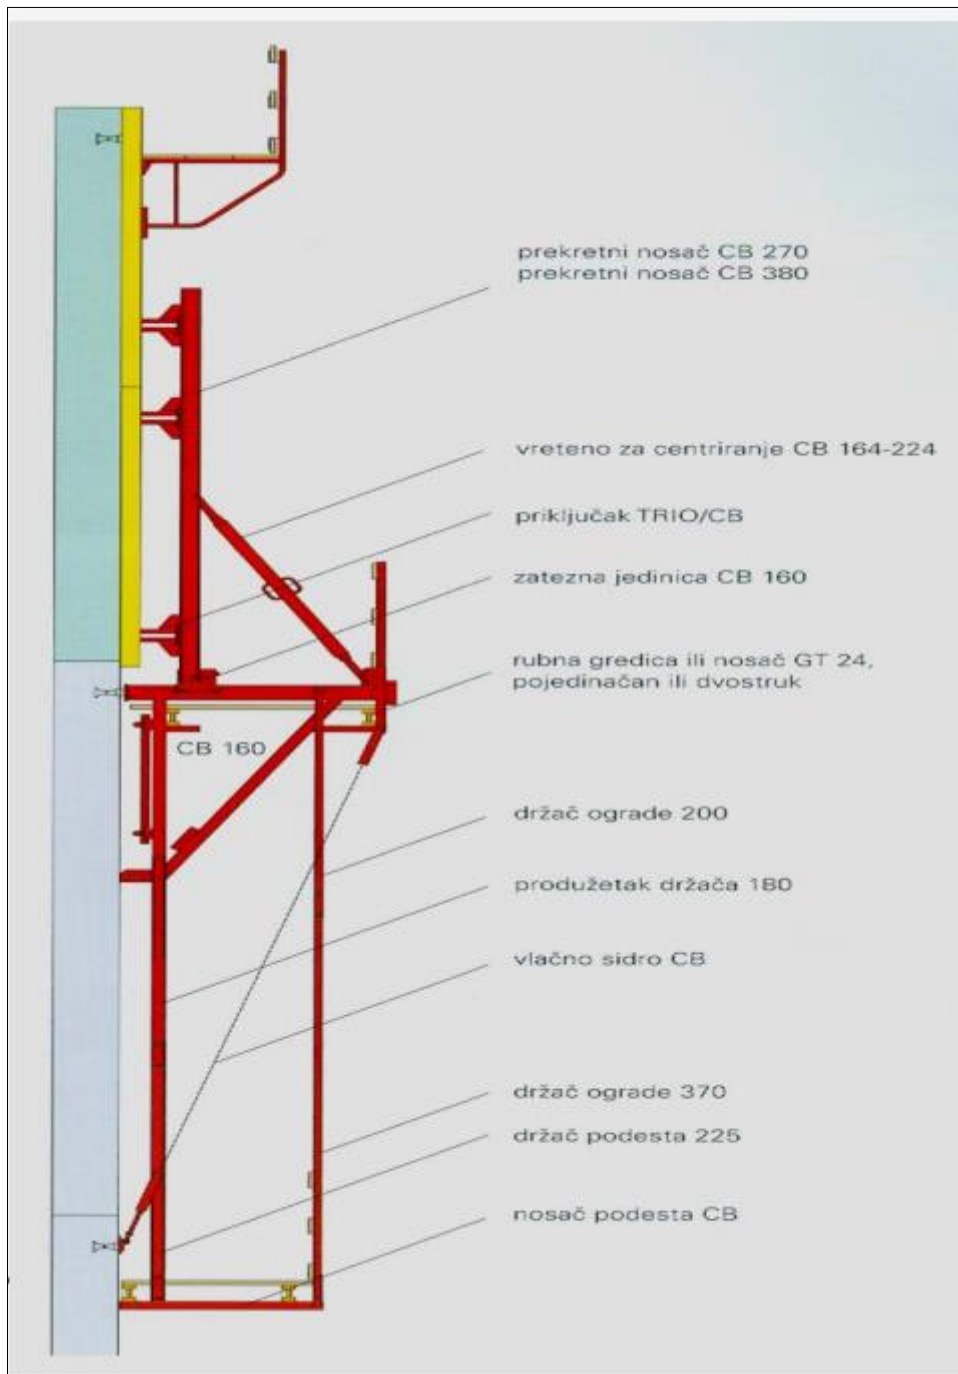 prekretni nosač CB 270
prekretni nosač CB 380
vreteno za centriranje CB 164-224
priključak TRIO/CB
zatezna jedinica CB 160
rubna gredica ili nosač GT 24,
pojedinačan ili dvostruk
CB 160
držač ograde 200
produžetak držača 180
vlačno sidro CB
držač ograde 370
držač podesta 225
nosač podesta CB